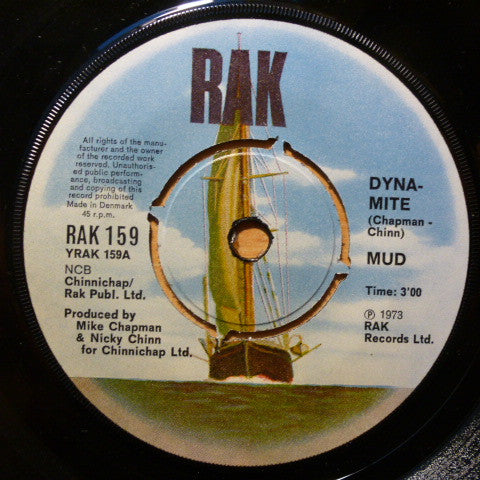 RAK
All rights of the manu-
facturer and the owner
of the recorded work
reserved. Unauthoris-
ed public perform-
ance, broadcasting
and copying of this
record prohibited
Made in Denmark
45 r.p.m.
RAK 159
YRAK 159A
NCB
Chinnichap/
Rak Publ. Ltd.
Produced by
Mike Chapman
& Nicky Chinn
for Chinnichap Ltd.
DYNA-
MITE
(Chapman -
Chinn)
MUD
Time: 3'00
℗ 1973
RAK
Records Ltd.